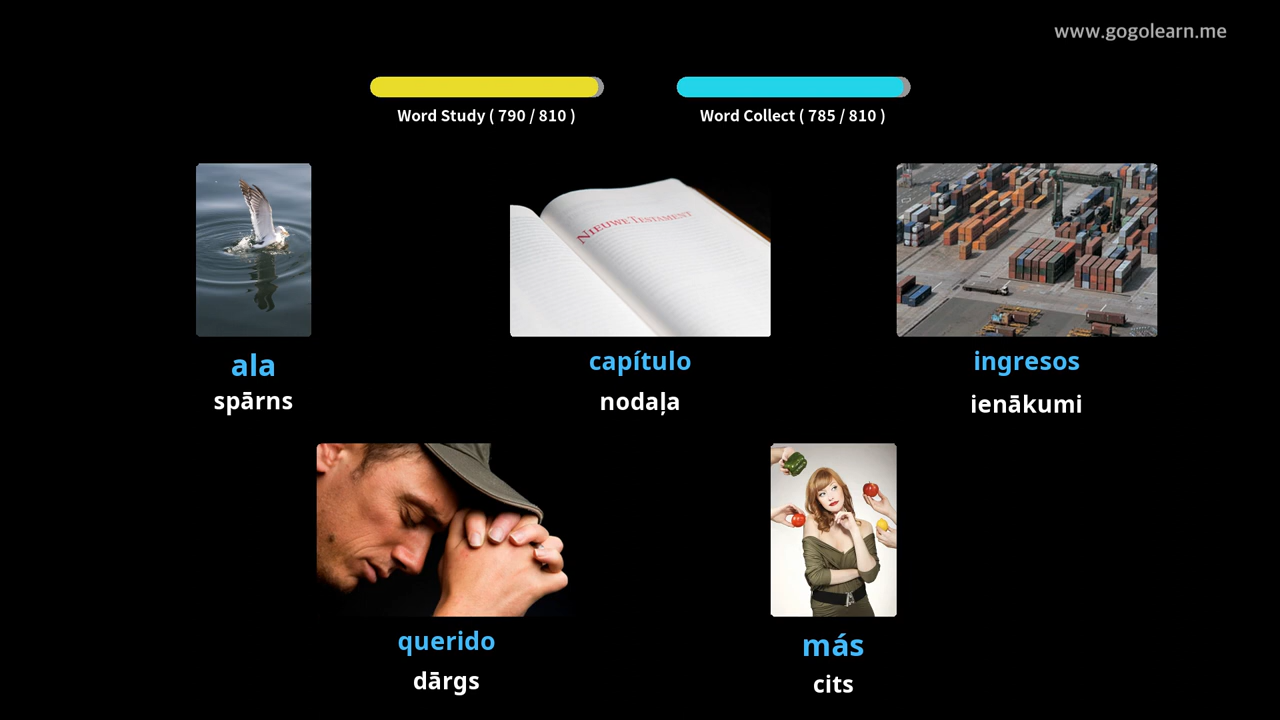 www.gogolearn.me
Word Study ( 790 / 810 )
Word Collect ( 785 / 810 )
NIEUWE TESTAMENT
ala
spārns
capítulo
nodaļa
ingresos
ienākumi
querido
dārgs
más
cits